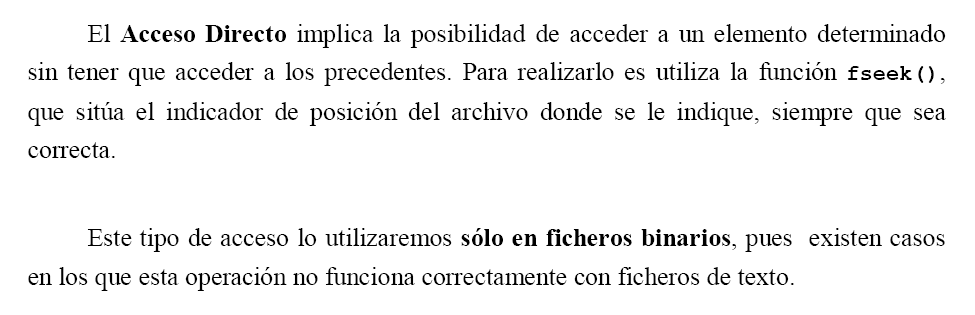 El Acceso Directo implica la posibilidad de acceder a un elemento determinado
sin tener que acceder a los precedentes. Para realizarlo es utiliza la función fseek(),
que sitúa el indicador de posición del archivo donde se le indique, siempre que sea
correcta.
Este tipo de acceso lo utilizaremos sólo en ficheros binarios, pues existen casos
en los que esta operación no funciona correctamente con ficheros de texto.